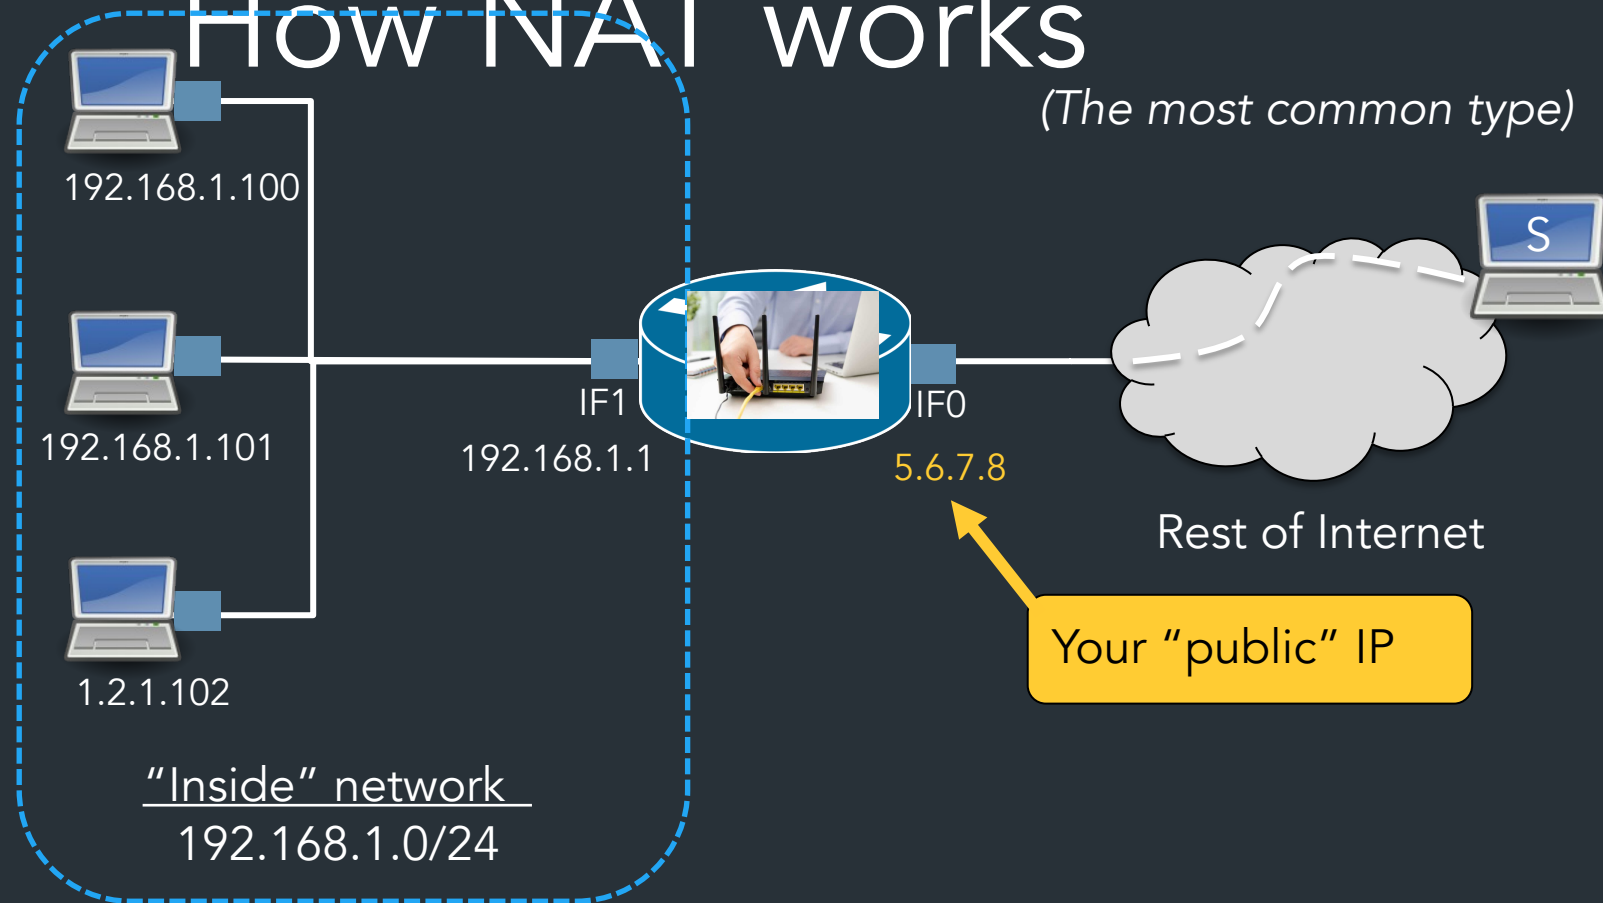 How NAT works
(The most common type)
S
192.168.1.100
192.168.1.101
IF1
192.168.1.1
IF0
5.6.7.8
Rest of Internet
Your “public” IP
1.2.1.102
“Inside” network
192.168.1.0/24